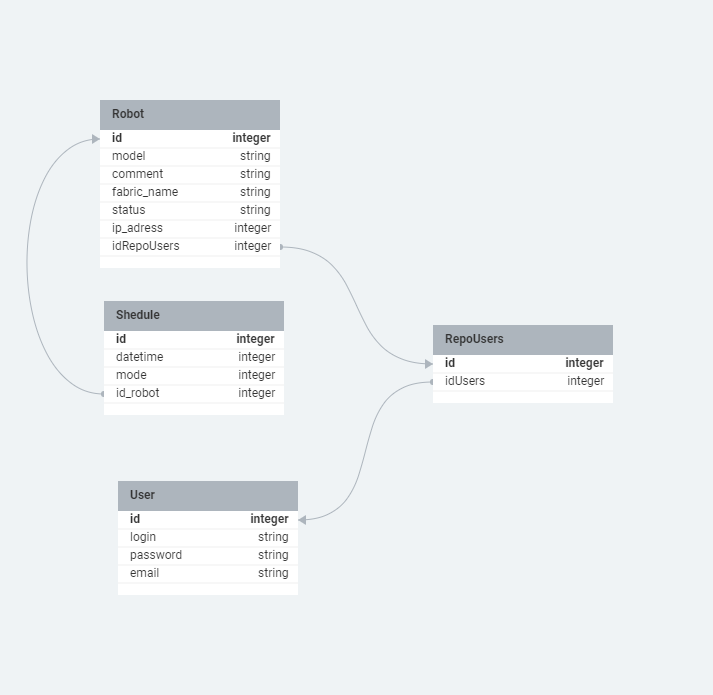 Robot
id integer
model string
comment string
fabric_name string
status string
ip_adress integer
idRepoUsers integer
Shedule
id integer
datetime integer
mode integer
id_robot integer
RepoUsers
id integer
idUsers integer
User
id integer
login string
password string
email string